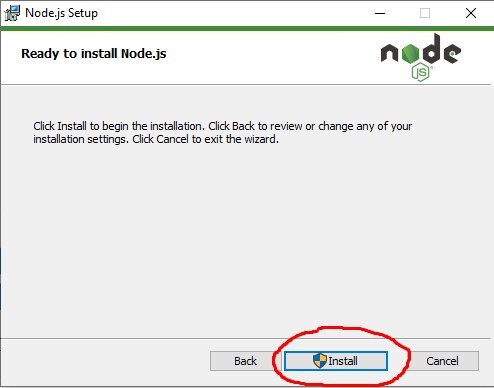 Node.js Setup
Ready to install Node.js
node
JS
Click Install to begin the installation. Click Back to review or change any of your
installation settings. Click Cancel to exit the wizard.
Back
Install
Cancel